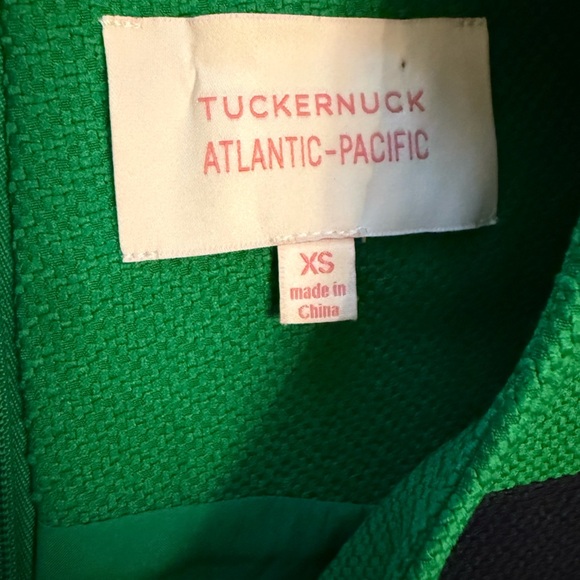 TUCKERNUCK
ATLANTIC-PACIFIC
XS
made in
China